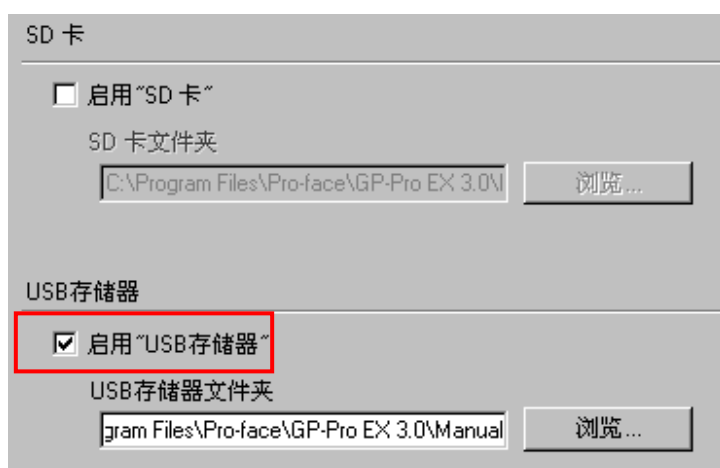 SD 卡
启用"SD 卡"
SD 卡文件夹
C:\Program Files\Pro-face\GP-Pro EX 3.0\I
浏览...
USB存储器
启用"USB存储器"
USB存储器文件夹
gram Files\Pro-face\GP-Pro EX 3.0\Manual
浏览...